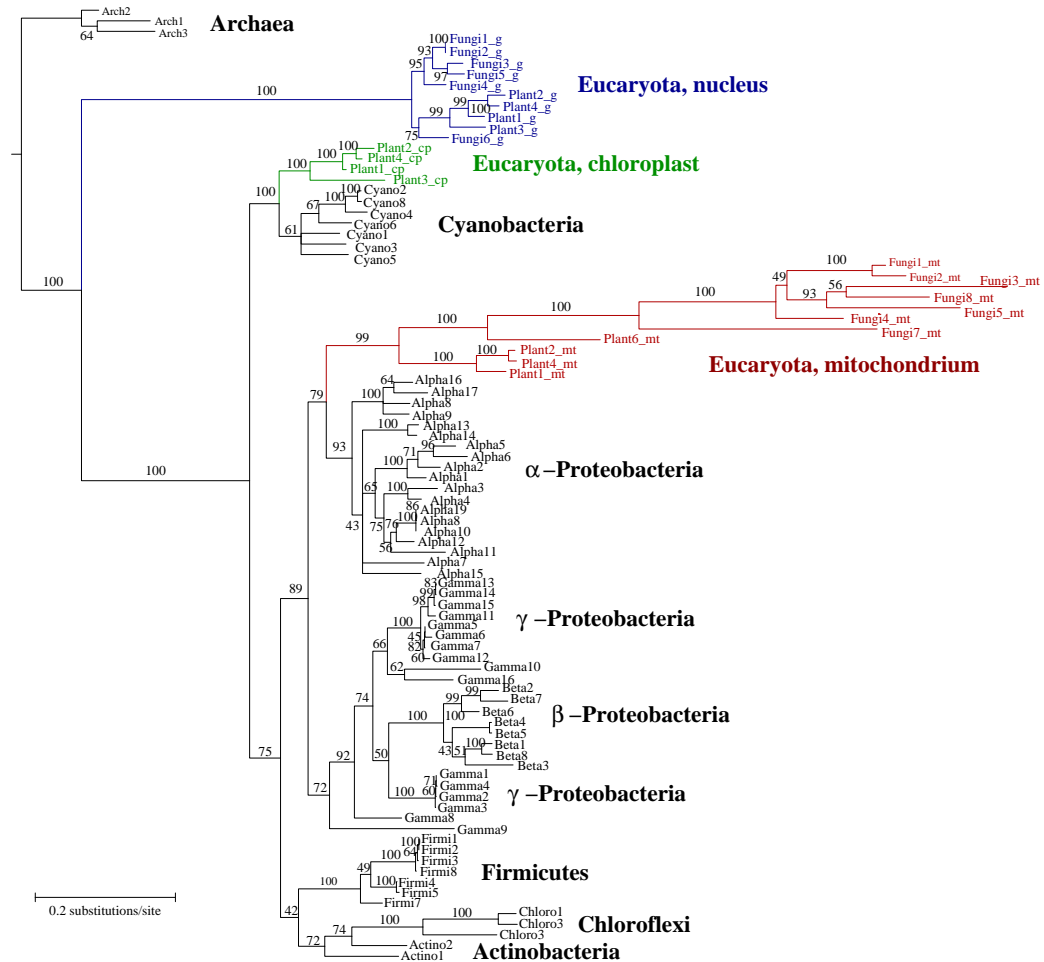 Arch2
Arch1
64
Arch3
Archaea
100
Fungi1_g
93
Fungi2_g
95
Fungi3_g
97
Fungi5_g
Fungi4_g
Eucaryota, nucleus
100
99
Plant2_g
99
Plant4_g
100
Plant1_g
Plant3_g
75
Fungi6_g
100
Plant2_cp
100
Plant4_cp
100
Plant1_cp
Plant3_cp
Eucaryota, chloroplast
100
100
Cyano2
100
Cyano8
67
Cyano4
Cyano6
61
Cyano1
Cyano3
Cyano5
Cyanobacteria
100
100
Fungi1_mt
49
Fungi2_mt
56
Fungi3_mt
93
Fungi8_mt
100
Fungi5_mt
100
Fungi4_mt
100
Fungi7_mt
99
Plant6_mt
100
Plant2_mt
100
Plant4_mt
Plant1_mt
Eucaryota, mitochondrium
79
64
Alpha16
100
Alpha17
Alpha8
Alpha9
93
100
Alpha13
Alpha14
96
Alpha5
71
Alpha6
100
Alpha2
Alpha1
α–Proteobacteria
100
65
100
Alpha3
Alpha4
86
Alpha19
100
Alpha8
43
75
76
Alpha10
Alpha12
56
Alpha11
Alpha7
Alpha15
89
83
Gamma13
99
Gamma14
98
Gamma15
Gamma11
100
Gamma5
45
Gamma6
82
Gamma7
60
Gamma12
γ –Proteobacteria
66
62
Gamma10
Gamma16
74
99
Beta2
99
Beta7
Beta6
100
100
Beta4
Beta5
43
51
100
Beta1
Beta8
Beta3
β –Proteobacteria
50
92
71
Gamma1
Gamma4
100
60
Gamma2
Gamma3
γ –Proteobacteria
75
72
Gamma8
Gamma9
100
Firmi1
64
Firmi2
100
Firmi3
49
Firmi8
100
100
Firmi4
Firmi5
Firmi7
Firmicutes
0.2 substitutions/site
42
100
Chloro1
100
Chloro3
74
Chloro3
72
Actino2
Actino1
Chloroflexi
Actinobacteria